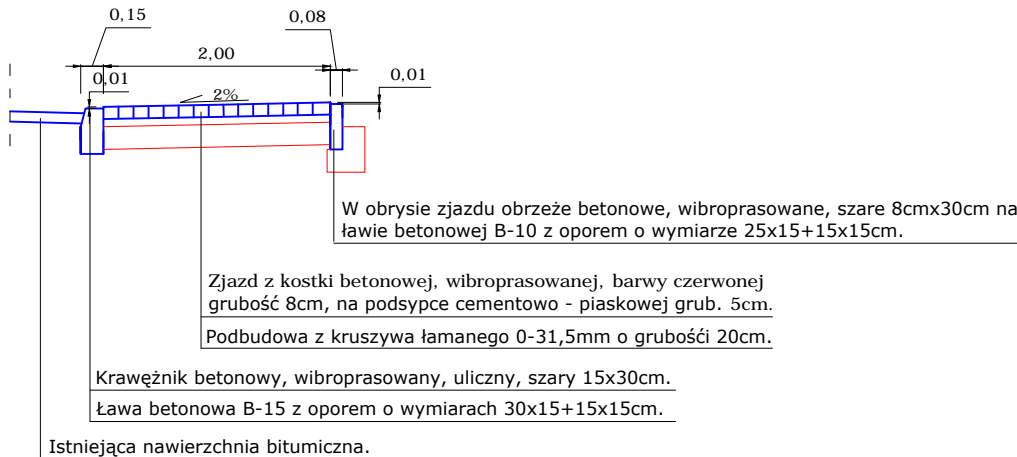 0,15
0,08
2,00
0,01
0,01
2%
W obrysie zjazdu obrzeże betonowe, wibroprasowane, szare 8cmx30cm na
ławie betonowej B-10 z oporem o wymiarze 25x15+15x15cm.
Zjazd z kostki betonowej, wibroprasowanej, barwy czerwonej
grubość 8cm, na podsypce cementowo - piaskowej grub. 5cm.
Podbudowa z kruszywa łamanego 0-31,5mm o grubośći 20cm.
Krawężnik betonowy, wibroprasowany, uliczny, szary 15x30cm.
Ława betonowa B-15 z oporem o wymiarach 30x15+15x15cm.
Istniejąca nawierzchnia bitumiczna.